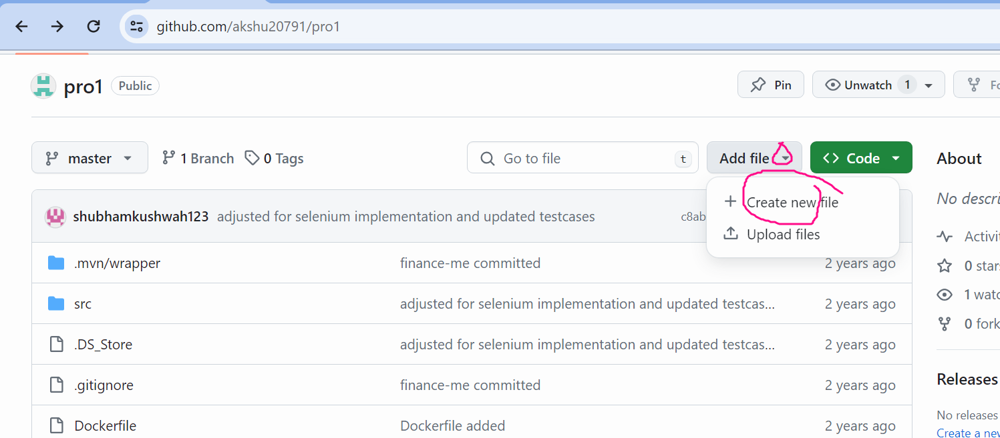 github.com/akshu20791/pro1
pro1 Public Pin Unwatch 1
master 1 Branch 0 Tags Go to file t Add file Code About
Create new file
Upload files
No descri
shubhamkushwah123 adjusted for selenium implementation and updated testcases c8ab
Activit
.mvn/wrapper finance-me committed 2 years ago
0 stars
1 watc
src adjusted for selenium implementation and updated testcas... 2 years ago
0 fork
.DS_Store adjusted for selenium implementation and updated testcas... 2 years ago
.gitignore finance-me committed 2 years ago
Releases
No releases
Dockerfile Dockerfile added 2 years ago
Create a new